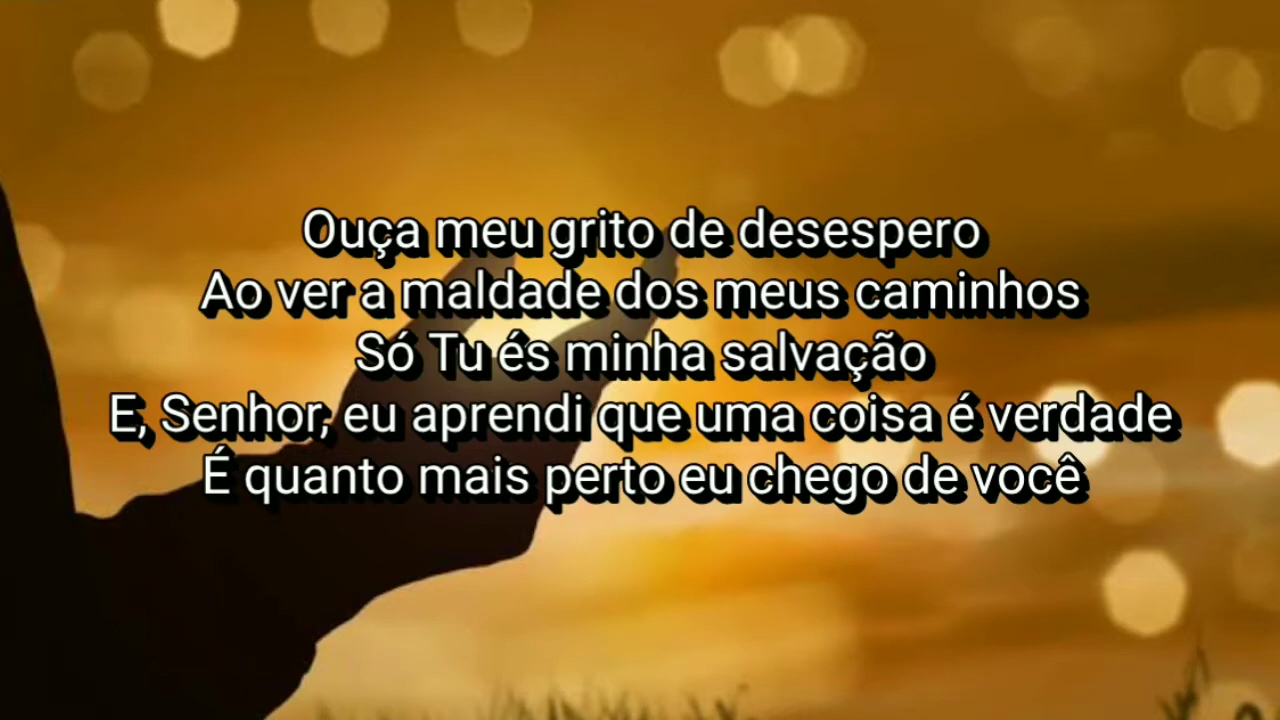 Ouça meu grito de desespero
Ao ver a maldade dos meus caminhos
Só Tu és minha salvação
E, Senhor, eu aprendi que uma coisa é verdade
É quanto mais perto eu chego de você